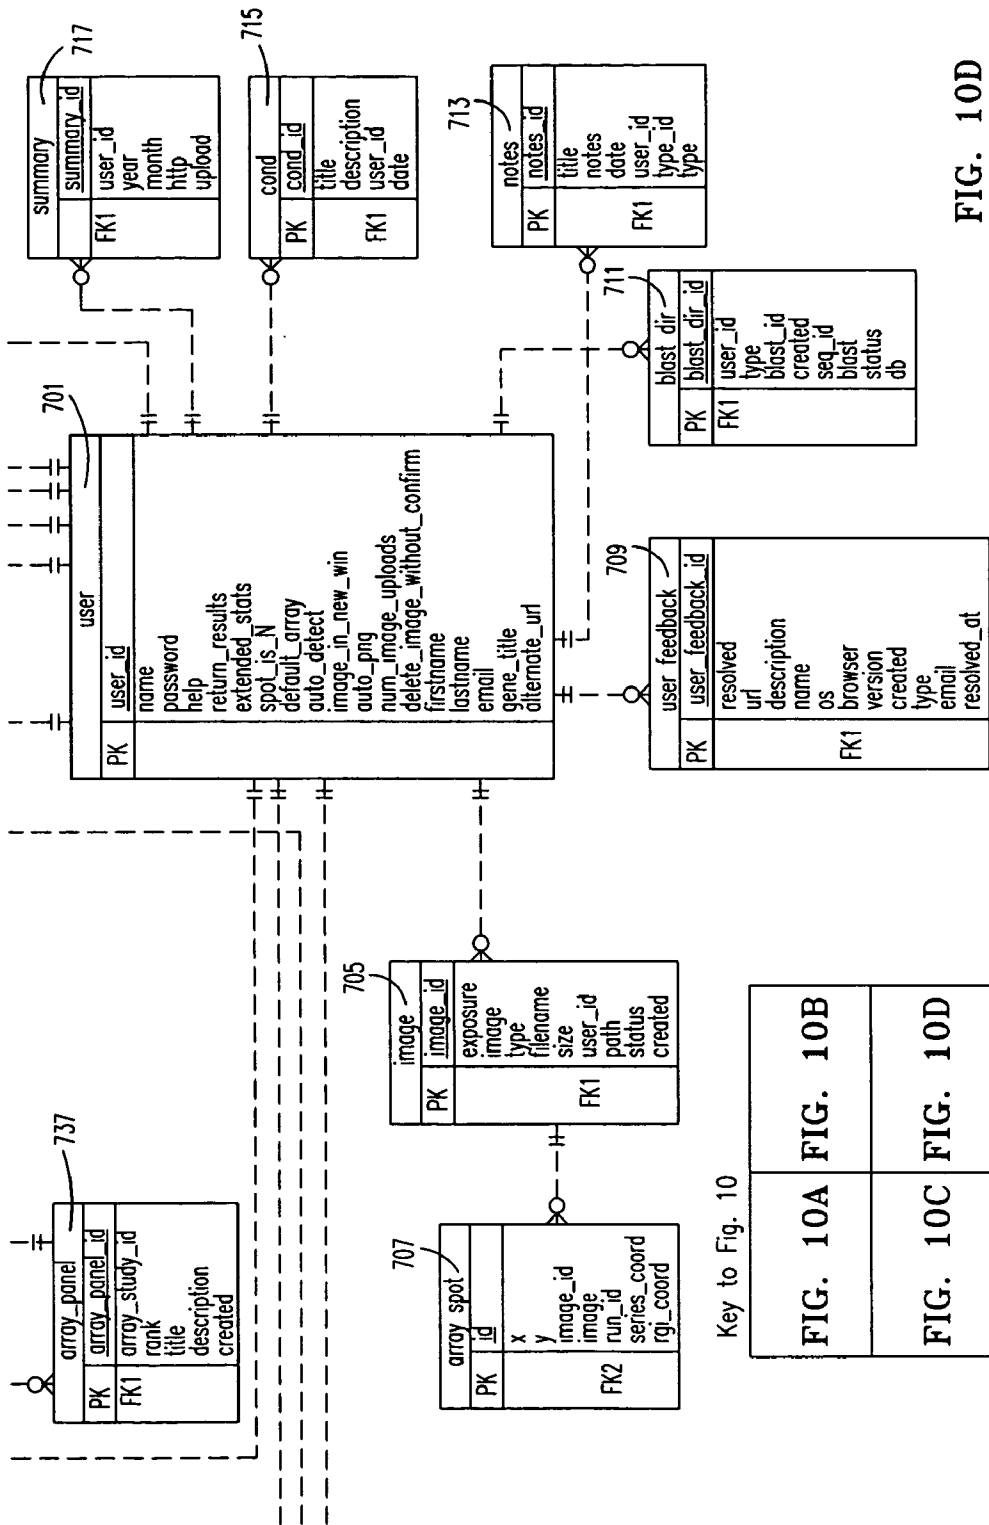 array_panel
737
PK array_panel_id
FK1 array_study_id
rank
title
description
created
user
701
PK user_id
name
password
help
return_results
extended_stats
spot_is_N
default_array
auto_detect
image_in_new_win
auto_png
num_image_uploads
delete_image_without_confirm
firstname
lastname
email
gene_title
alternate_url
summary
717
summary_id
FK1 user_id
year
month
http
upload
cond
715
PK cond_id
title
description
FK1 user_id
date
image
705
PK image_id
exposure
image
type
filename
size
FK1 user_id
path
status
created
array spot
707
PK id
x
y
image_id
image
FK2 run_id
series_coord
rgi_coord
notes
713
PK notes_id
title
notes
FK1 date
user_id
type_id
type
user feedback
709
PK user_feedback_id
resolved
url
description
name
os
FK1 browser
version
created
type
email
resolved_at
blast dir
711
PK blast_dir_id
FK1 user_id
type
blast_id
created
seq_id
blast
status
db
Key to Fig. 10
FIG. 10A FIG. 10B
FIG. 10C FIG. 10D
FIG. 10D